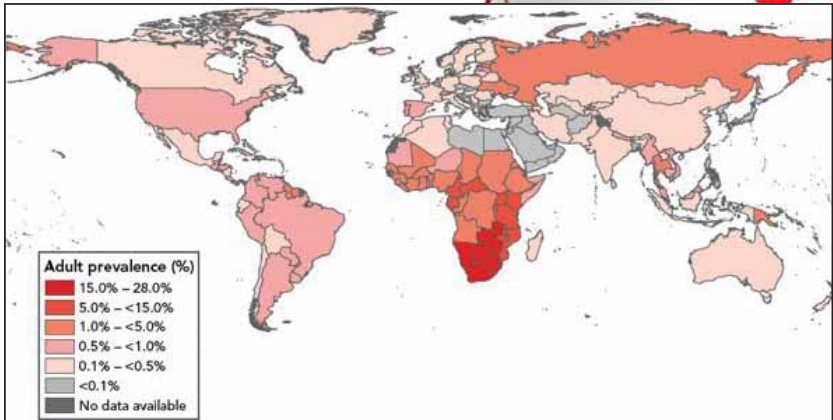 Adult prevalence (%)
15.0% – 28.0%
5.0% – <15.0%
1.0% – <5.0%
0.5% – <1.0%
0.1% – <0.5%
<0.1%
No data available